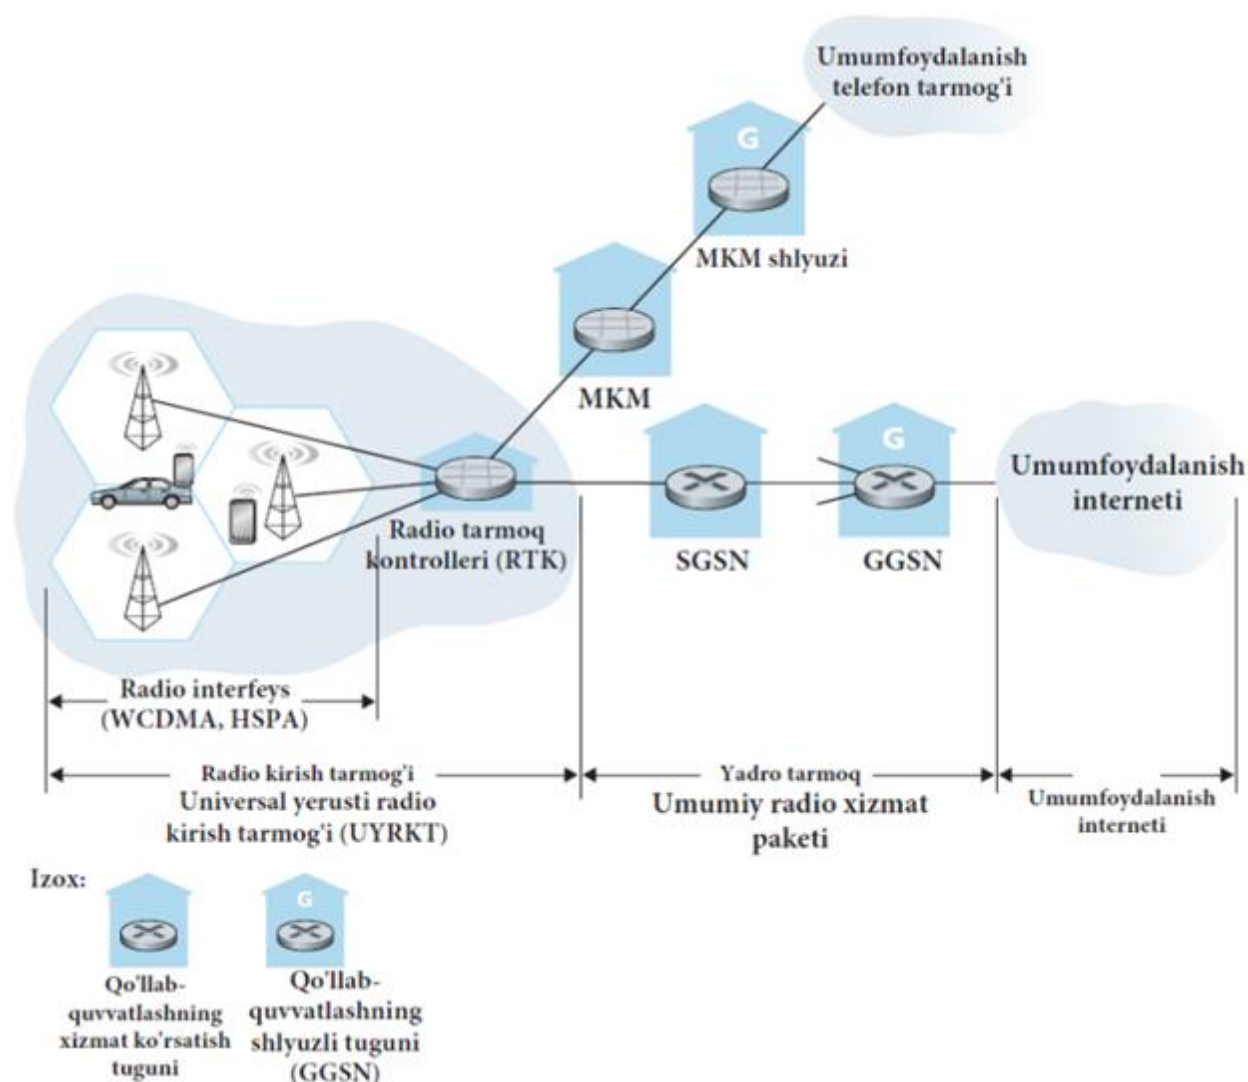 Umumfoydalanish
telefon tarmog'i
G
MKM shlyuzi
MKM
G
Umumfoydalanish
interneti
Radio tarmoq
kontrolleri (RTK)
SGSN
GGSN
Radio interfeys
(WCDMA, HSPA)
Radio kirish tarmog'i
Universal yerusti radio
kirish tarmog'i (UYRKT)
Yadro tarmoq
Umumiy radio xizmat
paketi
Umumfoydalanish
interneti
Izox:
G
Qo'llab-
quvvatlashning
xizmat ko'rsatish
tuguni
Qo'llab-
quvvatlashning
shlyuzli tuguni
(GGSN)